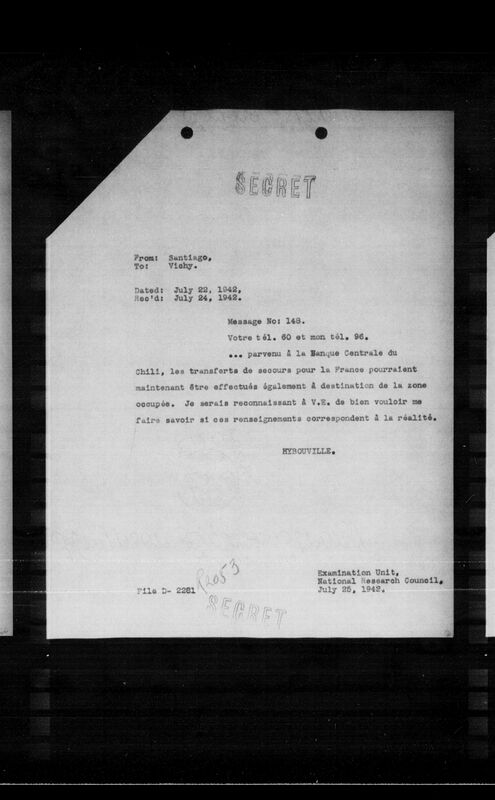 SECRET
From: Santiago,
To: Vichy.
Dated: July 22, 1942,
Rec'd: July 24, 1942.
Message No: 148.
Votre tél. 60 et mon tél. 96.
... parvenu à la Banque Centrale du
Chili, les transferts de secours pour la France pourraient
maintenant être effectués également à destination de la zone
occupée. Je serais reconnaissant à V.E. de bien vouloir me
faire savoir si ces renseignements correspondent à la réalité.
HYBOUVILLE.
Examination Unit,
National Research Council,
July 25, 1942.
File D- 2281
R2053
SECRET